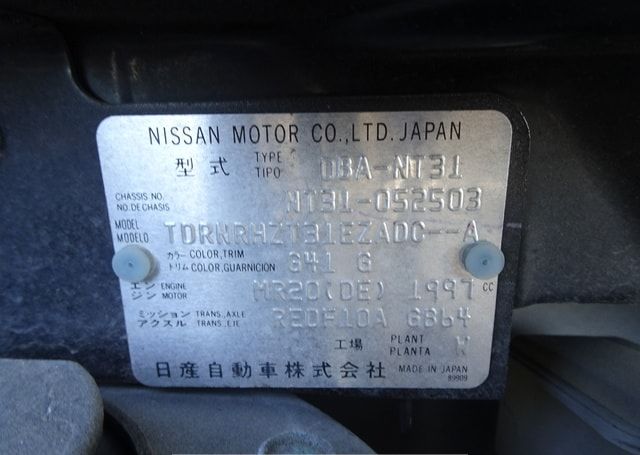 NISSAN MOTOR CO.,LTD. JAPAN
型式 TYPE TIPO DBA-NT31
CHASSIS NO. NO.DE CHASIS NT31-052503
MODEL MODELO TDRNRHZT31EZADC--A
カラー トリム COLOR,TRIM COLOR,GUARNICION G41 G
エンジン ENGINE MOTOR MR20(DE) 1997 CC
ミッション アクスル TRANS.,AXLE TRANS.,EJE RE0F10A G864
工場 PLANT PLANTA W
日産自動車株式会社 MADE IN JAPAN
89909